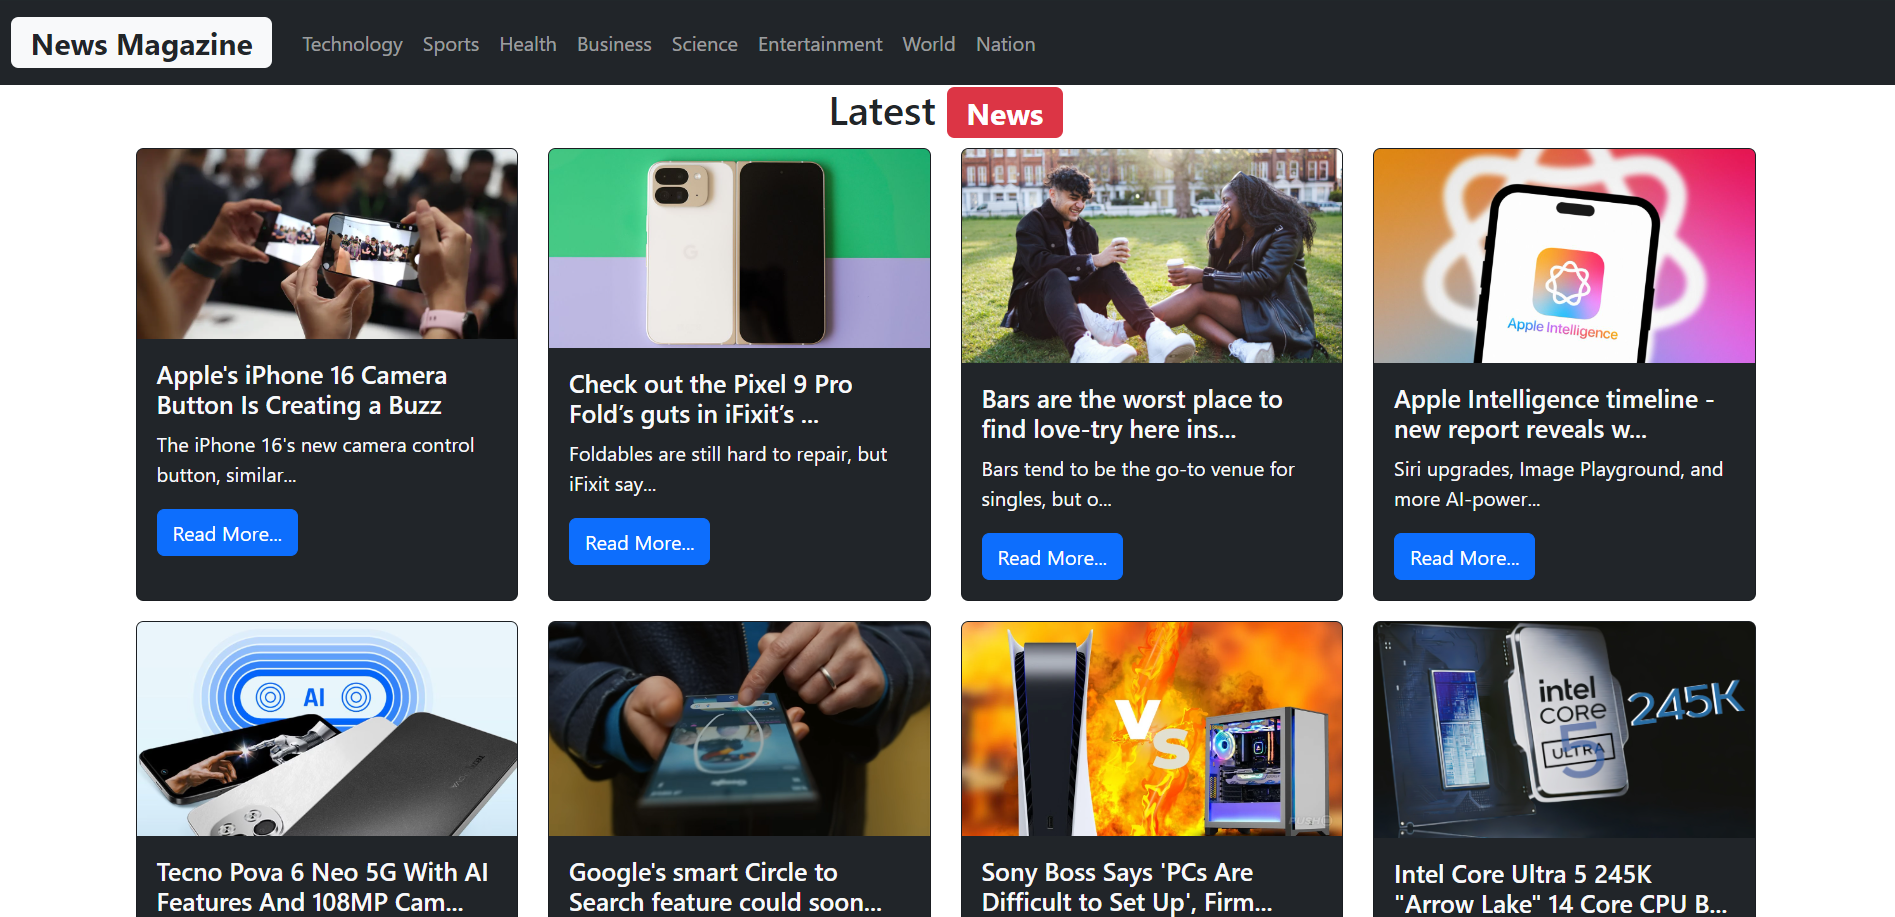 News Magazine
Technology Sports Health Business Science Entertainment World Nation
Latest News
Apple Intelligence
Apple's iPhone 16 Camera
Button Is Creating a Buzz
The iPhone 16's new camera control
button, similar...
Read More...
Check out the Pixel 9 Pro
Fold’s guts in iFixit’s ...
Foldables are still hard to repair, but
iFixit say...
Read More...
Bars are the worst place to
find love-try here ins...
Bars tend to be the go-to venue for
singles, but o...
Read More...
Apple Intelligence timeline -
new report reveals w...
Siri upgrades, Image Playground, and
more AI-power...
Read More...
AI
VS
intel
CORE
ULTRA
5
245K
Tecno Pova 6 Neo 5G With AI
Features And 108MP Cam...
Google's smart Circle to
Search feature could soon...
Sony Boss Says 'PCs Are
Difficult to Set Up', Firm...
Intel Core Ultra 5 245K
"Arrow Lake" 14 Core CPU B...